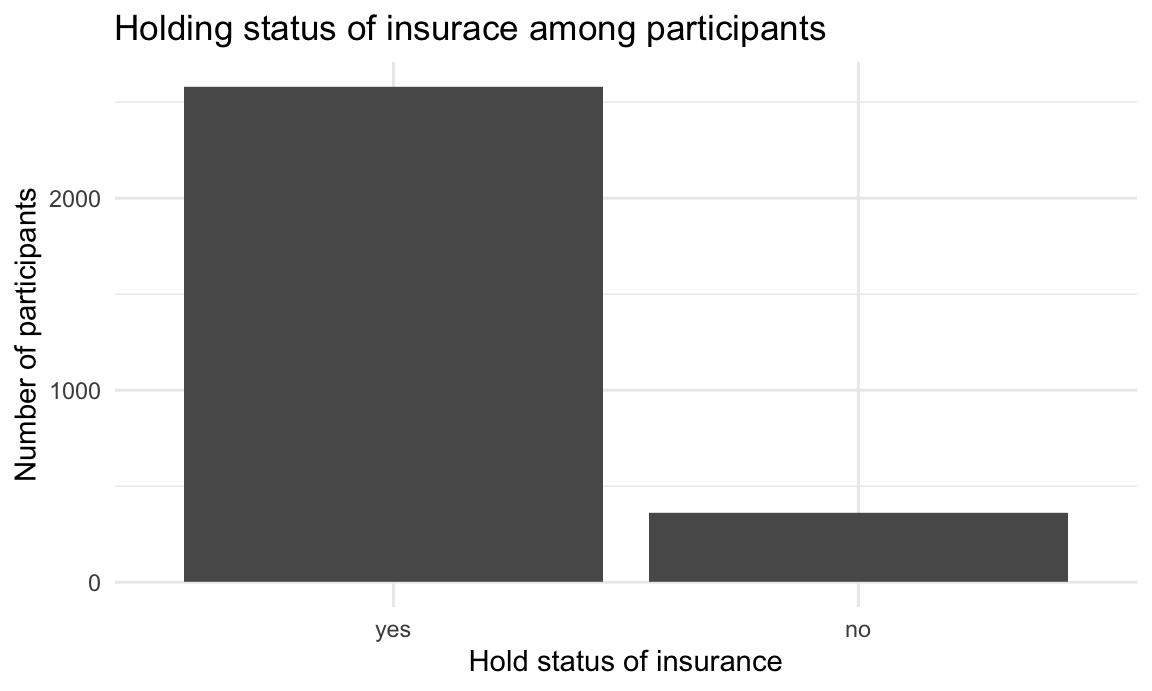 Holding status of insurace among participants
Number of participants
2000
1000
0
yes
no
Hold status of insurance